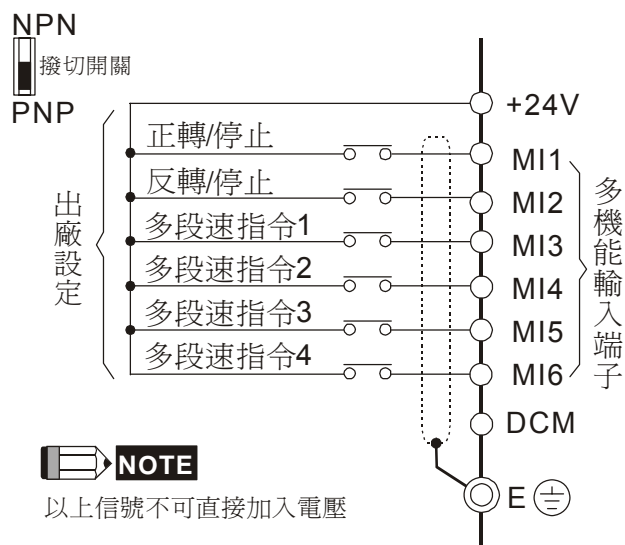 NPN
撥切開關
PNP
+24V
正轉/停止
MI1
反轉/停止
MI2
多段速指令1
MI3
多段速指令2
MI4
多段速指令3
MI5
多段速指令4
MI6
出廠設定
多機能輸入端子
DCM
NOTE
E
以上信號不可直接加入電壓